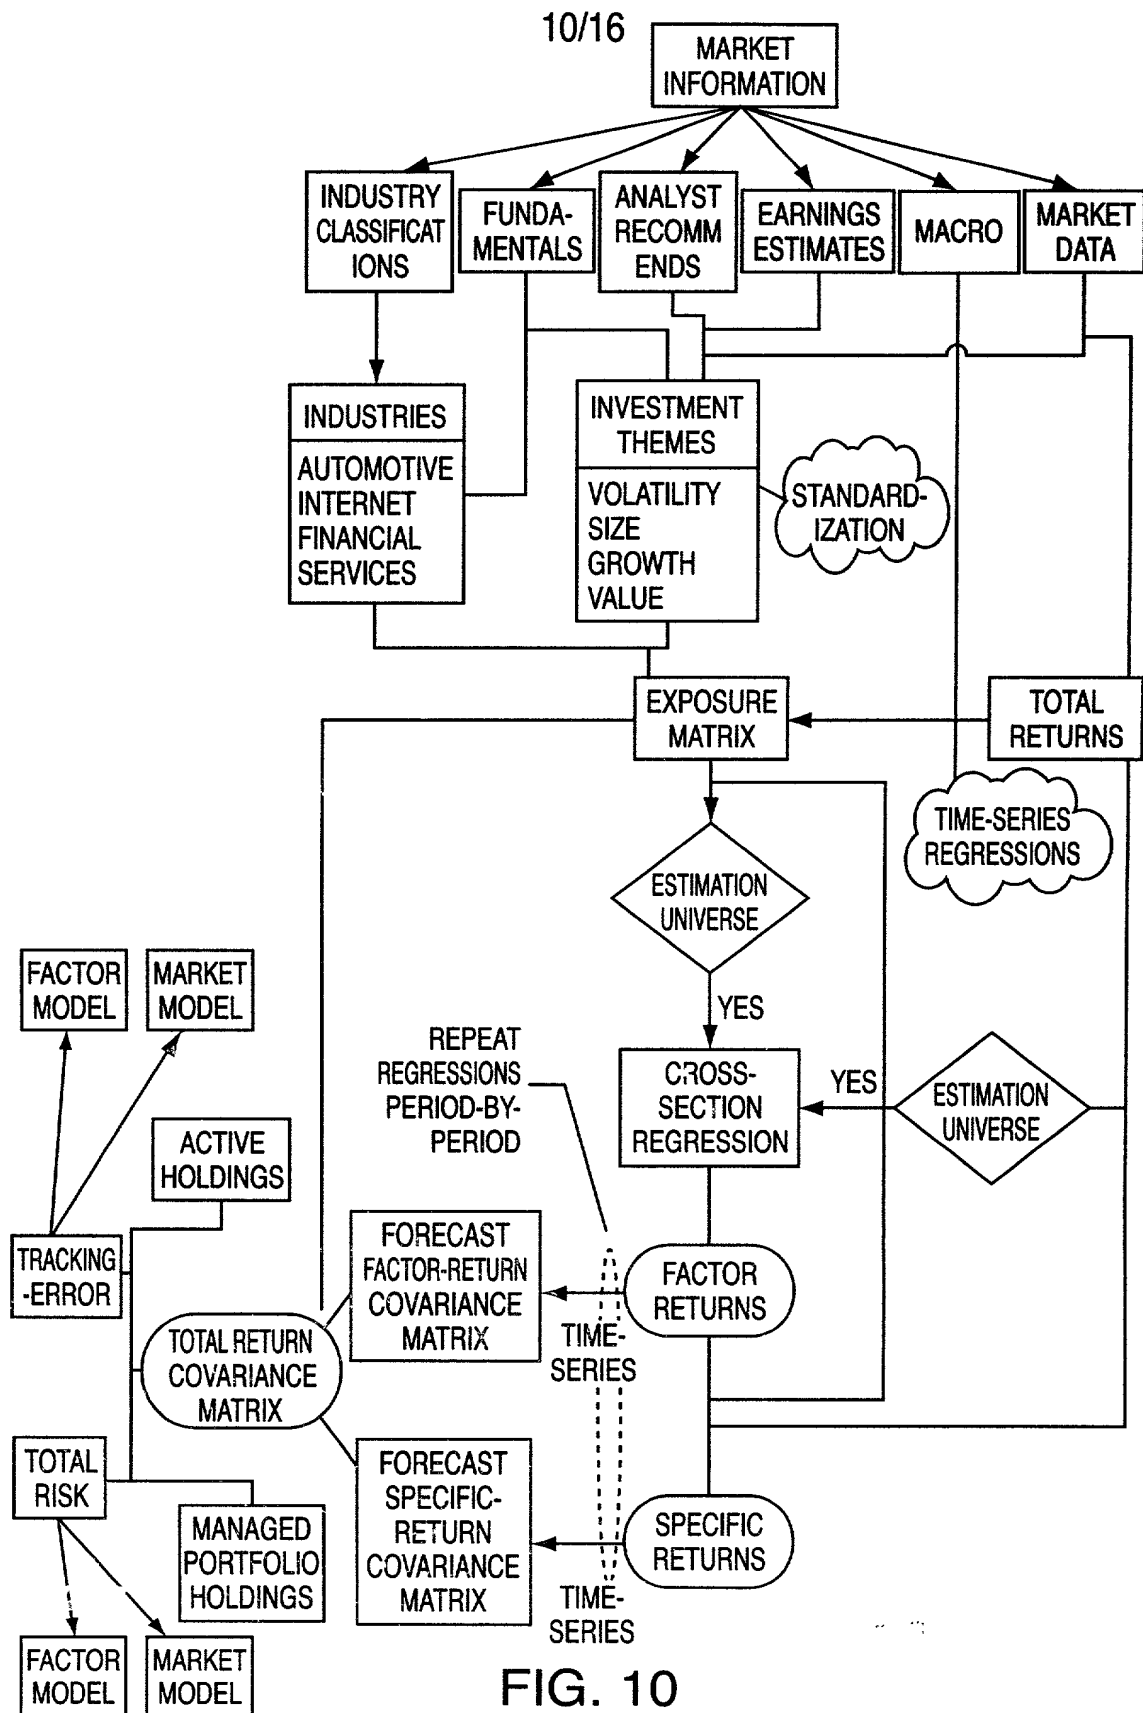 10/16
MARKET
INFORMATION
INDUSTRY
CLASSIFICAT
IONS
FUNDA-
MENTALS
ANALYST
RECOMM
ENDS
EARNINGS
ESTIMATES
MACRO
MARKET
DATA
INDUSTRIES
AUTOMOTIVE
INTERNET
FINANCIAL
SERVICES
INVESTMENT
THEMES
VOLATILITY
SIZE
GROWTH
VALUE
STANDARD-
IZATION
EXPOSURE
MATRIX
TOTAL
RETURNS
TIME-SERIES
REGRESSIONS
ESTIMATION
UNIVERSE
YES
FACTOR
MODEL
MARKET
MODEL
REPEAT
REGRESSIONS
PERIOD-BY-
PERIOD
CROSS-
SECTION
REGRESSION
YES
ESTIMATION
UNIVERSE
ACTIVE
HOLDINGS
TRACKING
-ERROR
FORECAST
FACTOR-RETURN
COVARIANCE
MATRIX
FACTOR
RETURNS
TIME-
SERIES
TOTAL RETURN
COVARIANCE
MATRIX
TOTAL
RISK
FORECAST
SPECIFIC-
RETURN
COVARIANCE
MATRIX
SPECIFIC
RETURNS
MANAGED
PORTFOLIO
HOLDINGS
TIME-
SERIES
FACTOR
MODEL
MARKET
MODEL
FIG. 10